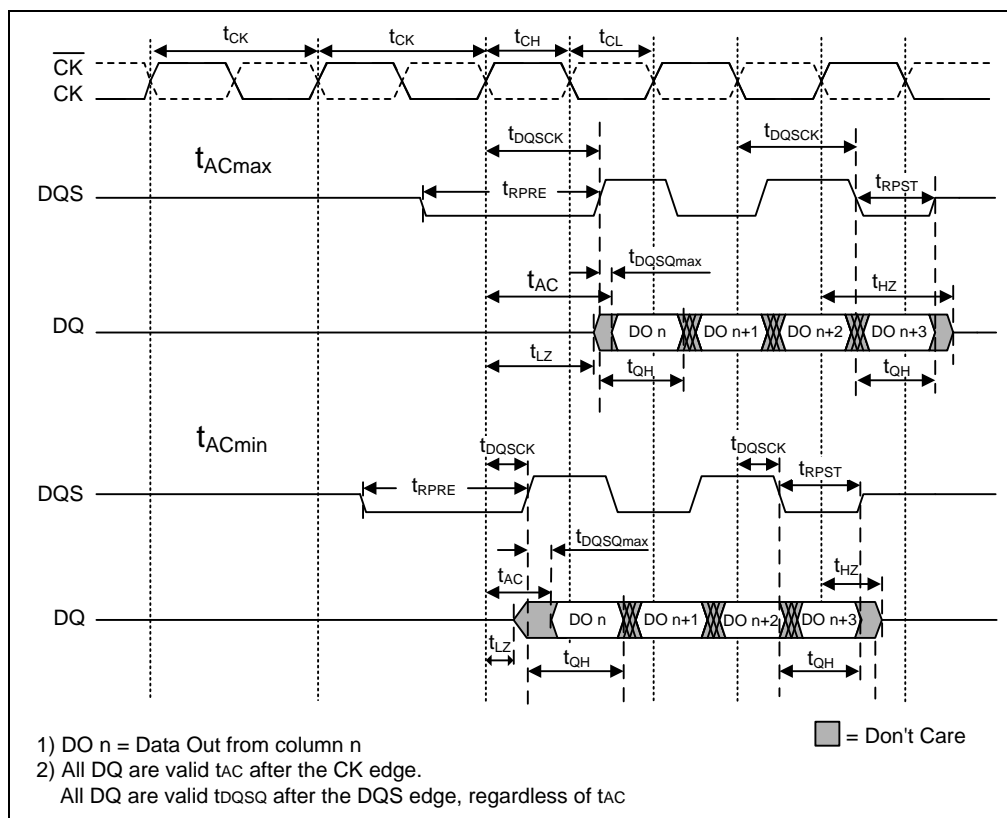 tCK tCK tCH tCL
CK
CK
tDQSCK tDQSCK
tACmax
tRPRE tRPST
DQS
tDQSQmax
tAC tHZ
DQ DO n DO n+1 DO n+2 DO n+3
tLZ
tQH tQH
tACmin
tDQSCK tDQSCK
tRPRE tRPST
DQS
tDQSQmax
tAC tHZ
DQ DO n DO n+1 DO n+2 DO n+3
tLZ
tQH tQH
1) DO n = Data Out from column n
= Don't Care
2) All DQ are valid tAC after the CK edge.
All DQ are valid tDQSQ after the DQS edge, regardless of tAC